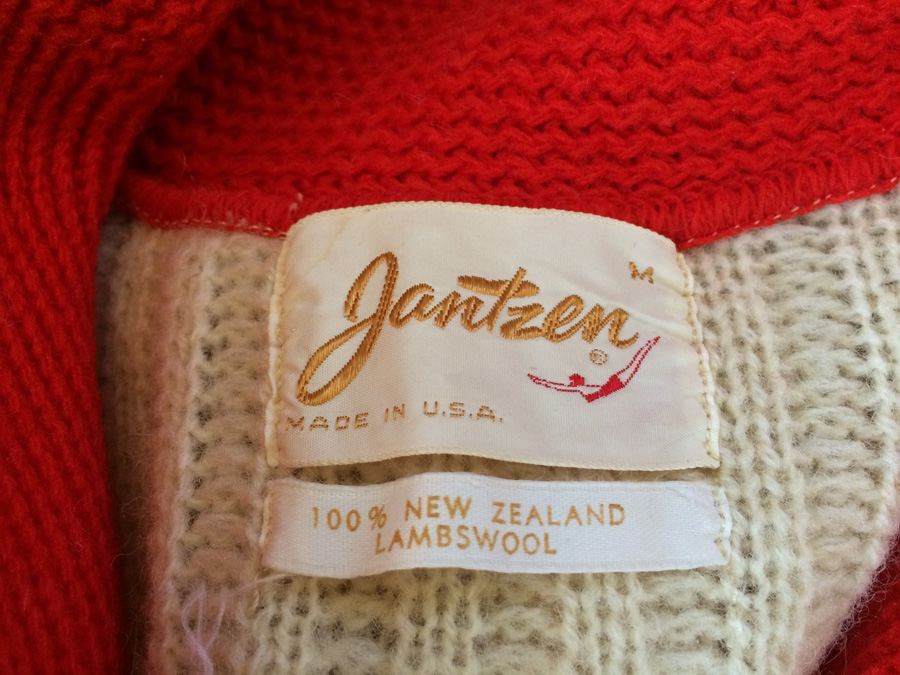 M
Jantzen
®
MADE IN U.S.A.
100% NEW ZEALAND
LAMBSWOOL